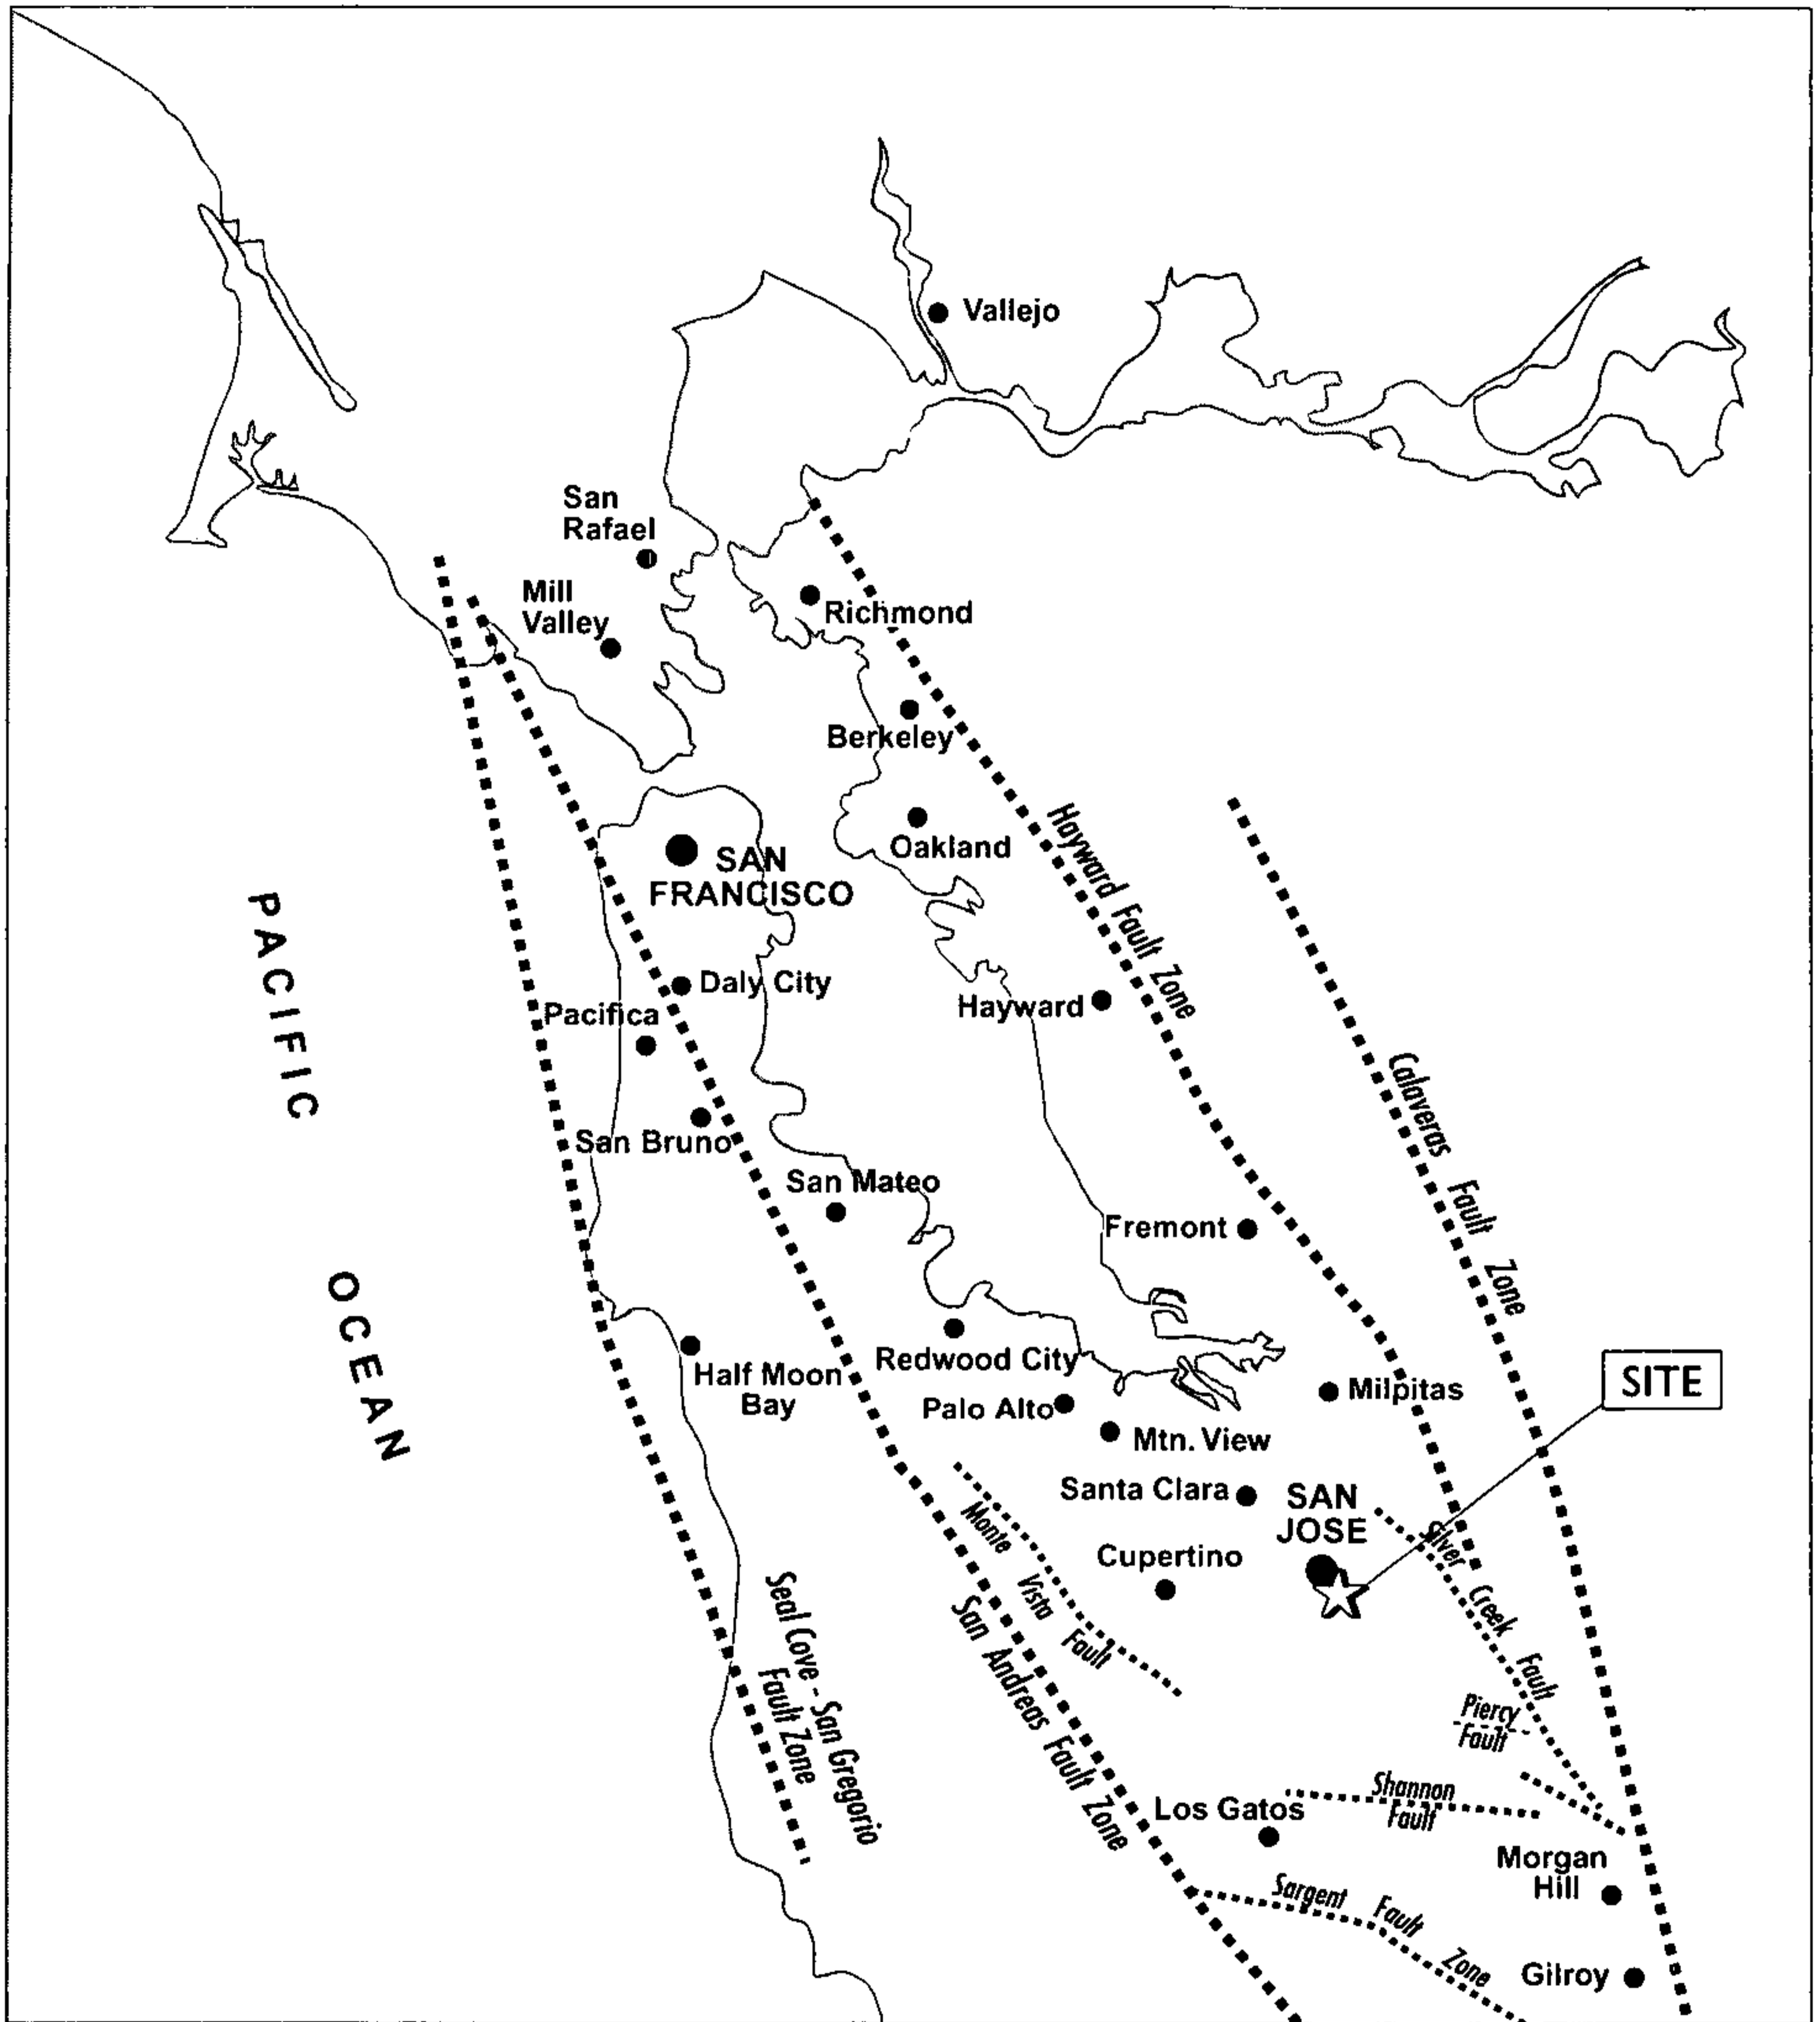 Vallejo
San
Rafael
Mill
Valley
Richmond
Berkeley
Oakland
Hayward Fault Zone
SAN
FRANCISCO
PACIFIC
OCEAN
Daly City
Pacifica
Hayward
Calaveras Fault Zone
San Bruno
San Mateo
Fremont
Redwood City
Half Moon
Bay
Palo Alto
Milpitas
SITE
Mtn. View
Santa Clara
SAN
JOSE
Cupertino
Monte Vista Fault
Silver Creek Fault
Seal Cove - San Gregorio
Fault Zone
San Andreas Fault Zone
Piercy
Fault
Shannon
Fault
Los Gatos
Morgan
Hill
Sargent Fault Zone
Gilroy